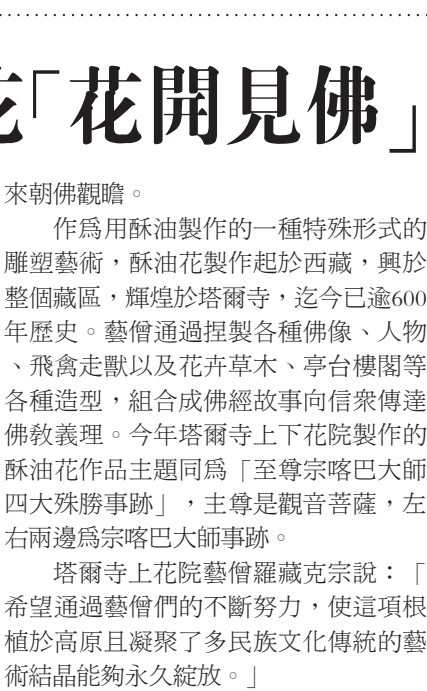 花「花開見佛」
來朝佛觀瞻。
作爲用酥油製作的一種特殊形式的
雕塑藝術，酥油花製作起於西藏，興於
整個藏區，輝煌於塔爾寺，迄今已逾600
年歷史。藝僧通過捏製各種佛像、人物
、飛禽走獸以及花卉草木、亭台樓閣等
各種造型，組合成佛經故事向信衆傳達
佛教義理。今年塔爾寺上下花院製作的
酥油花作品主題同爲「至尊宗喀巴大師
四大殊勝事跡」，主尊是觀音菩薩，左
右兩邊爲宗喀巴大師事跡。
塔爾寺上花院藝僧羅藏克宗說：「
希望通過藝僧們的不斷努力，使這項根
植於高原且凝聚了多民族文化傳統的藝
術結晶能夠永久綻放。」